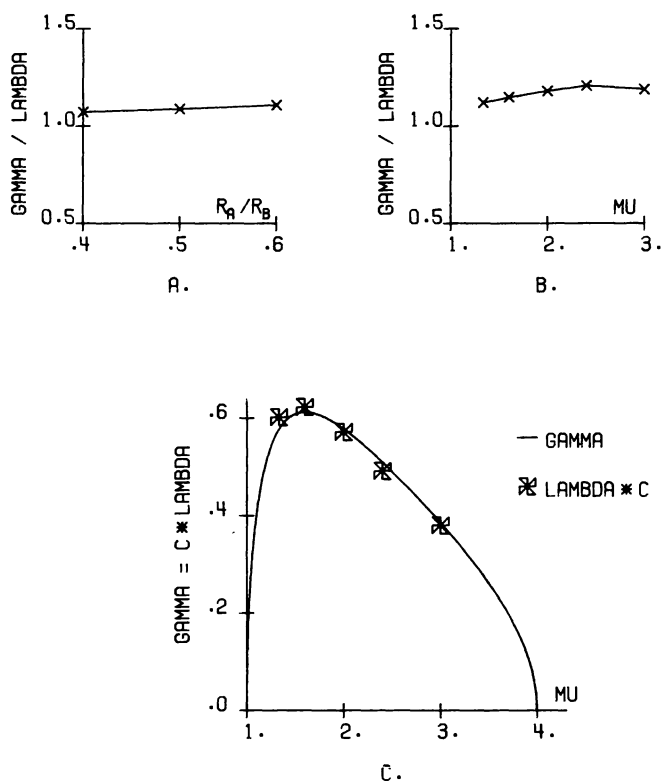 GAMMA / LAMBDA
1.5
1.0
0.5
.4
.5
.6
R_A/R_B
A.
GAMMA / LAMBDA
1.5
1.0
0.5
1.
2.
3.
MU
B.
GAMMA = C*LAMBDA
.6
.4
.2
.0
1.
2.
3.
4.
MU
GAMMA
LAMBDA * C
C.